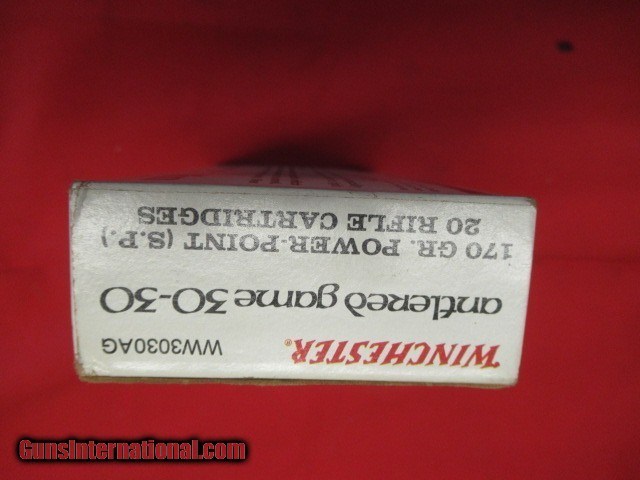 WINCHESTER® WW3030AG
antlered game 30-30
170 GR. POWER-POINT (S.P.)
20 RIFLE CARTRIDGES
GunsInternational.com